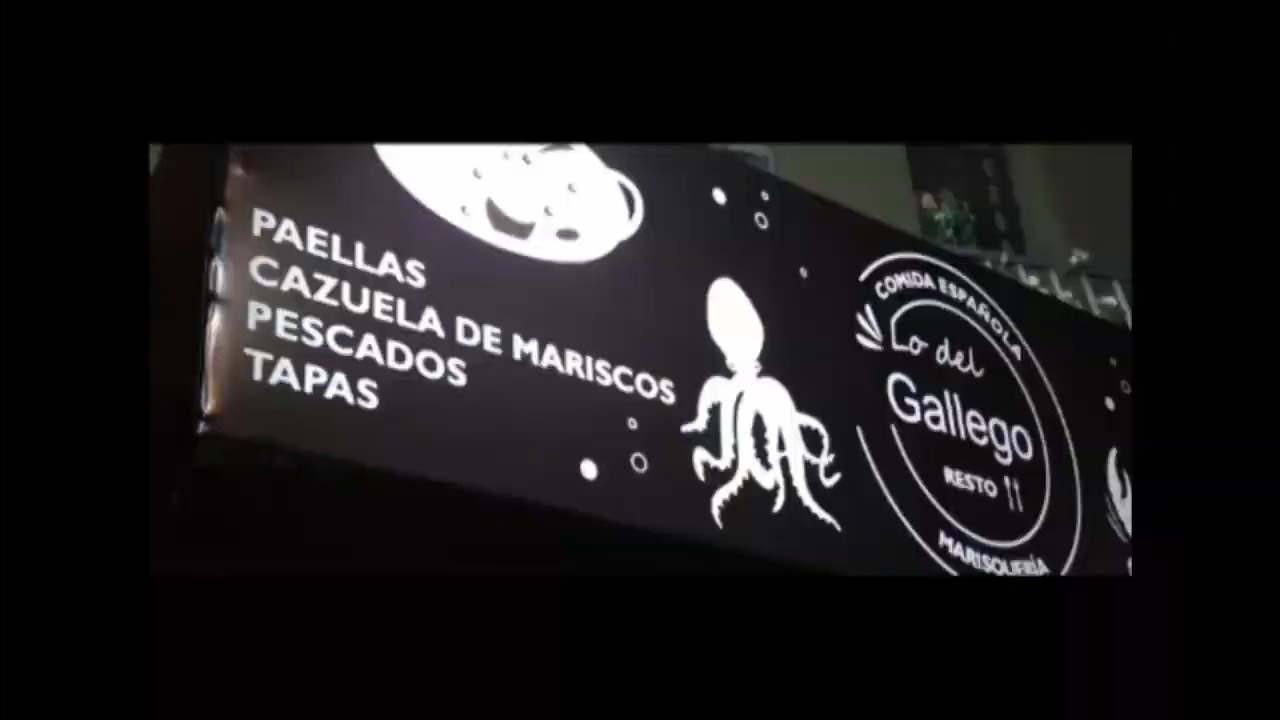 PAELLAS
CAZUELA DE MARISCOS
PESCADOS
TAPAS
COMIDA ESPAÑOLA
Lo del
Gallego
RESTO
MARISQUERÍA